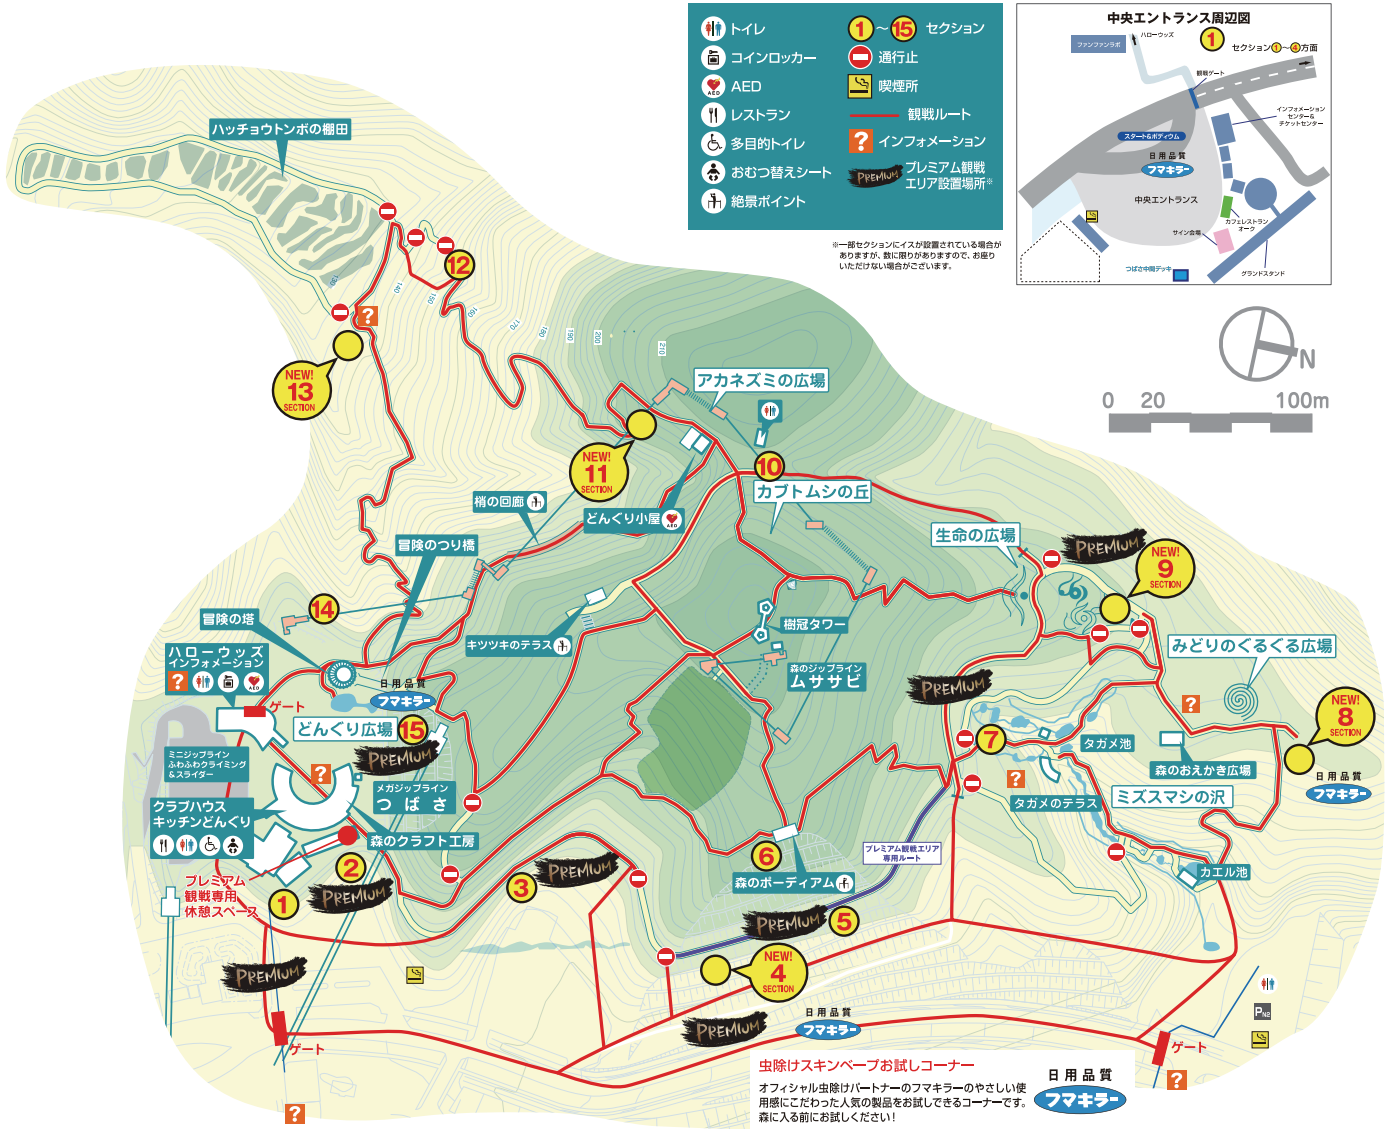 トイレ
コインロッカー
AED
レストラン
多目的トイレ
おむつ替えシート
絶景ポイント
1～15 セクション
通行止
喫煙所
観戦ルート
? インフォメーション
PREMIUM プレミアム観戦
エリア設置場所※
※一部セクションにイスが設置されている場合が
ありますが、数に限りがありますので、お座り
いただけない場合がございます。
中央エントランス周辺図
ファンファンラボ
ハローウッズ
1
セクション①～④方面
観戦ゲート
インフォメーション
センター＆
チケットセンター
スタート&ポディウム
日用品質
フマキラー
中央エントランス
カフェレストラン
オーク
サイン会場
グランドスタンド
つばさ中間デッキ
N
0 20 100m
ハッチョウトンボの棚田
130
140
150
160
170
180
190
200
210
12
?
NEW!
13
SECTION
アカネズミの広場
NEW!
11
SECTION
10
カブトムシの丘
梢の回廊
どんぐり小屋
AED
冒険のつり橋
生命の広場
PREMIUM
NEW!
9
SECTION
14
冒険の塔
キツツキのテラス
樹冠タワー
みどりのぐるぐる広場
ハローウッズ
インフォメーション
?
AED
ゲート
日用品質
フマキラー
森のジップライン
ムササビ
PREMIUM
?
NEW!
8
SECTION
どんぐり広場
15
PREMIUM
7
タガメ池
森のおえかき広場
日用品質
フマキラー
ミニジップライン
ふわふわクライミング
＆スライダー
?
メガジップライン
つばさ
?
タガメのテラス
ミズスマシの沢
クラブハウス
キッチンどんぐり
森のクラフト工房
プレミアム観戦エリア
専用ルート
カエル池
プレミアム
観戦専用
休憩スペース
1
2
PREMIUM
3
PREMIUM
6
森のポーディアム
PREMIUM
5
NEW!
4
SECTION
PREMIUM
PREMIUM
日用品質
フマキラー
PN2
ゲート
ゲート
?
?
虫除けスキンベープお試しコーナー
オフィシャル虫除けパートナーのフマキラーのやさしい使
用感にこだわった人気の製品をお試しできるコーナーです。
森に入る前にお試しください！
日用品質
フマキラー